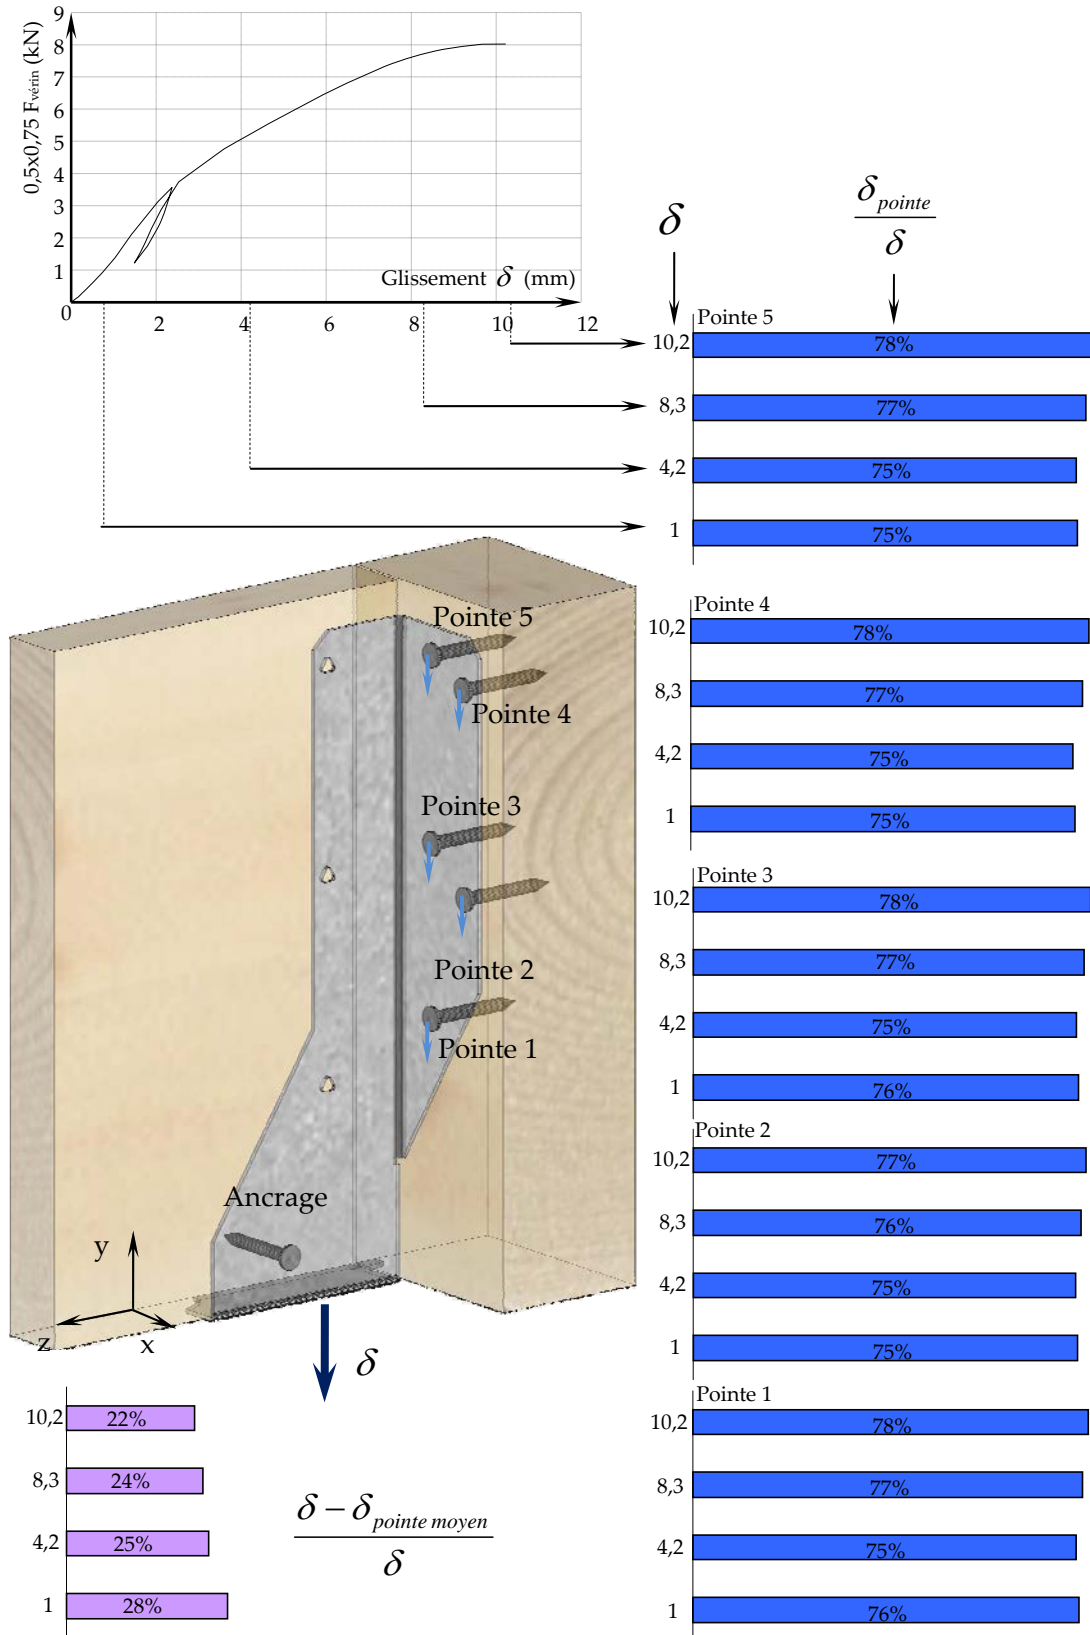 9
8
7
6
5
4
3
2
1
0
0,5x0,75 Fvérin (kN)
Glissement δ (mm)
2
4
6
8
10
12
δ
δpointe
δ
Pointe 5
10,2 78%
8,3 77%
4,2 75%
1 75%
Pointe 4
10,2 78%
8,3 77%
4,2 75%
1 75%
Pointe 3
10,2 78%
8,3 77%
4,2 75%
1 76%
Pointe 2
10,2 77%
8,3 76%
4,2 75%
1 75%
Pointe 1
10,2 78%
8,3 77%
4,2 75%
1 76%
Pointe 5
Pointe 4
Pointe 3
Pointe 2
Pointe 1
Ancrage
y
z
x
δ
10,2 22%
8,3 24%
4,2 25%
1 28%
δ − δpointe moyen
δ